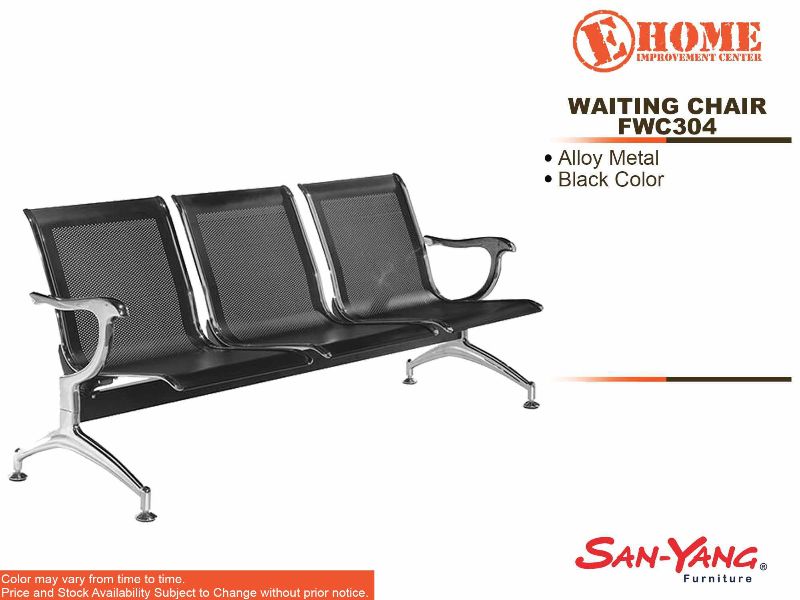 E HOME
IMPROVEMENT CENTER
WAITING CHAIR
FWC304
• Alloy Metal
• Black Color
SAN-YANG®
Furniture
Color may vary from time to time.
Price and Stock Availability Subject to Change without prior notice.